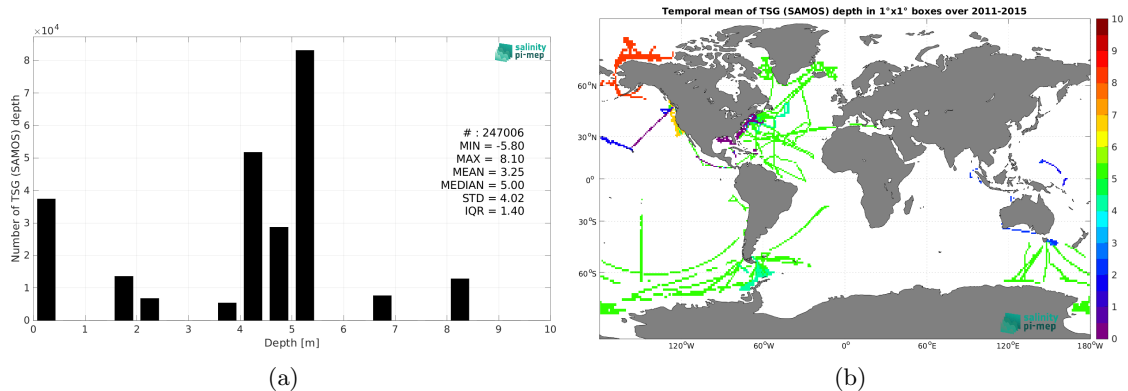 ×10⁴
8
7
6
5
4
3
2
1
0
Number of TSG (SAMOS) depth
salinity
pi-mep
# : 247006
MIN = -5.80
MAX = 8.10
MEAN = 3.25
MEDIAN = 5.00
STD = 4.02
IQR = 1.40
0 1 2 3 4 5 6 7 8 9 10
Depth [m]
(a)
Temporal mean of TSG (SAMOS) depth in 1°x1° boxes over 2011-2015
60°N
30°N
0°
30°S
60°S
120°W 60°W 0° 60°E 120°E 180°W
salinity
pi-mep
10
9
8
7
6
5
4
3
2
1
0
(b)